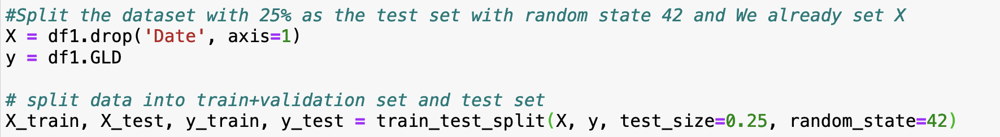 #Split the dataset with 25% as the test set with random state 42 and We already set X
X = df1.drop('Date', axis=1)
y = df1.GLD
# split data into train+validation set and test set
X_train, X_test, y_train, y_test = train_test_split(X, y, test_size=0.25, random_state=42)